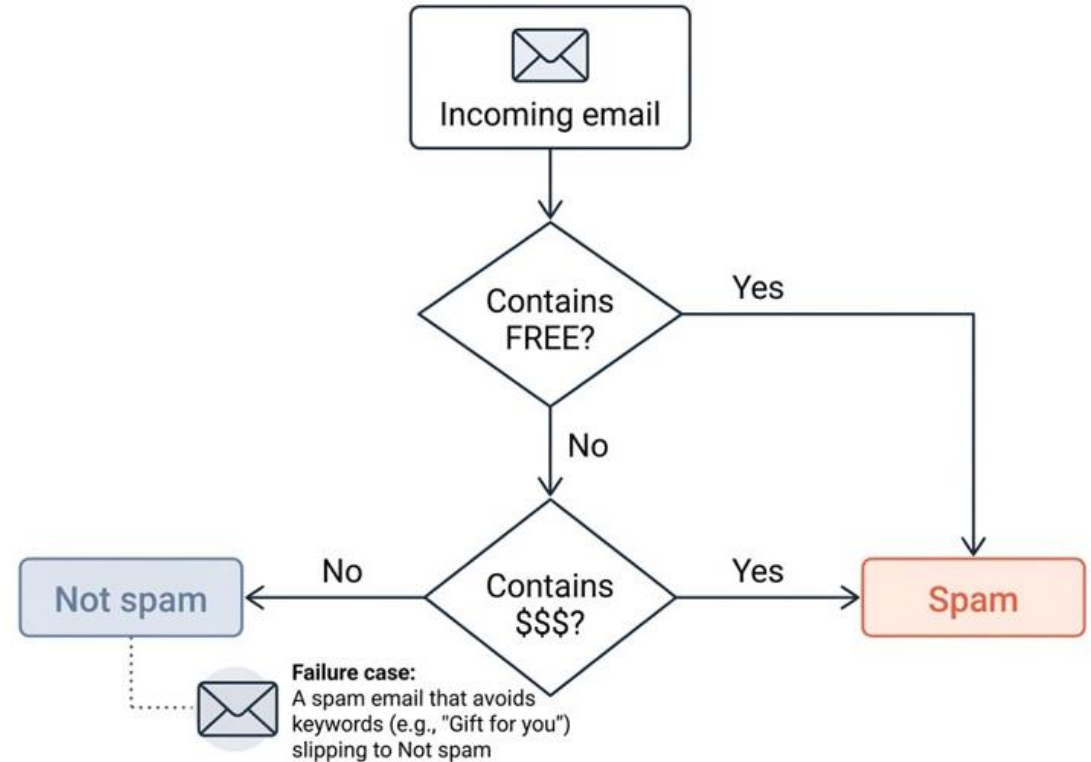 Incoming email
Contains
FREE?
Yes
No
Contains
$$$?
No
Yes
Not spam
Spam
Failure case:
A spam email that avoids
keywords (e.g., "Gift for you")
slipping to Not spam